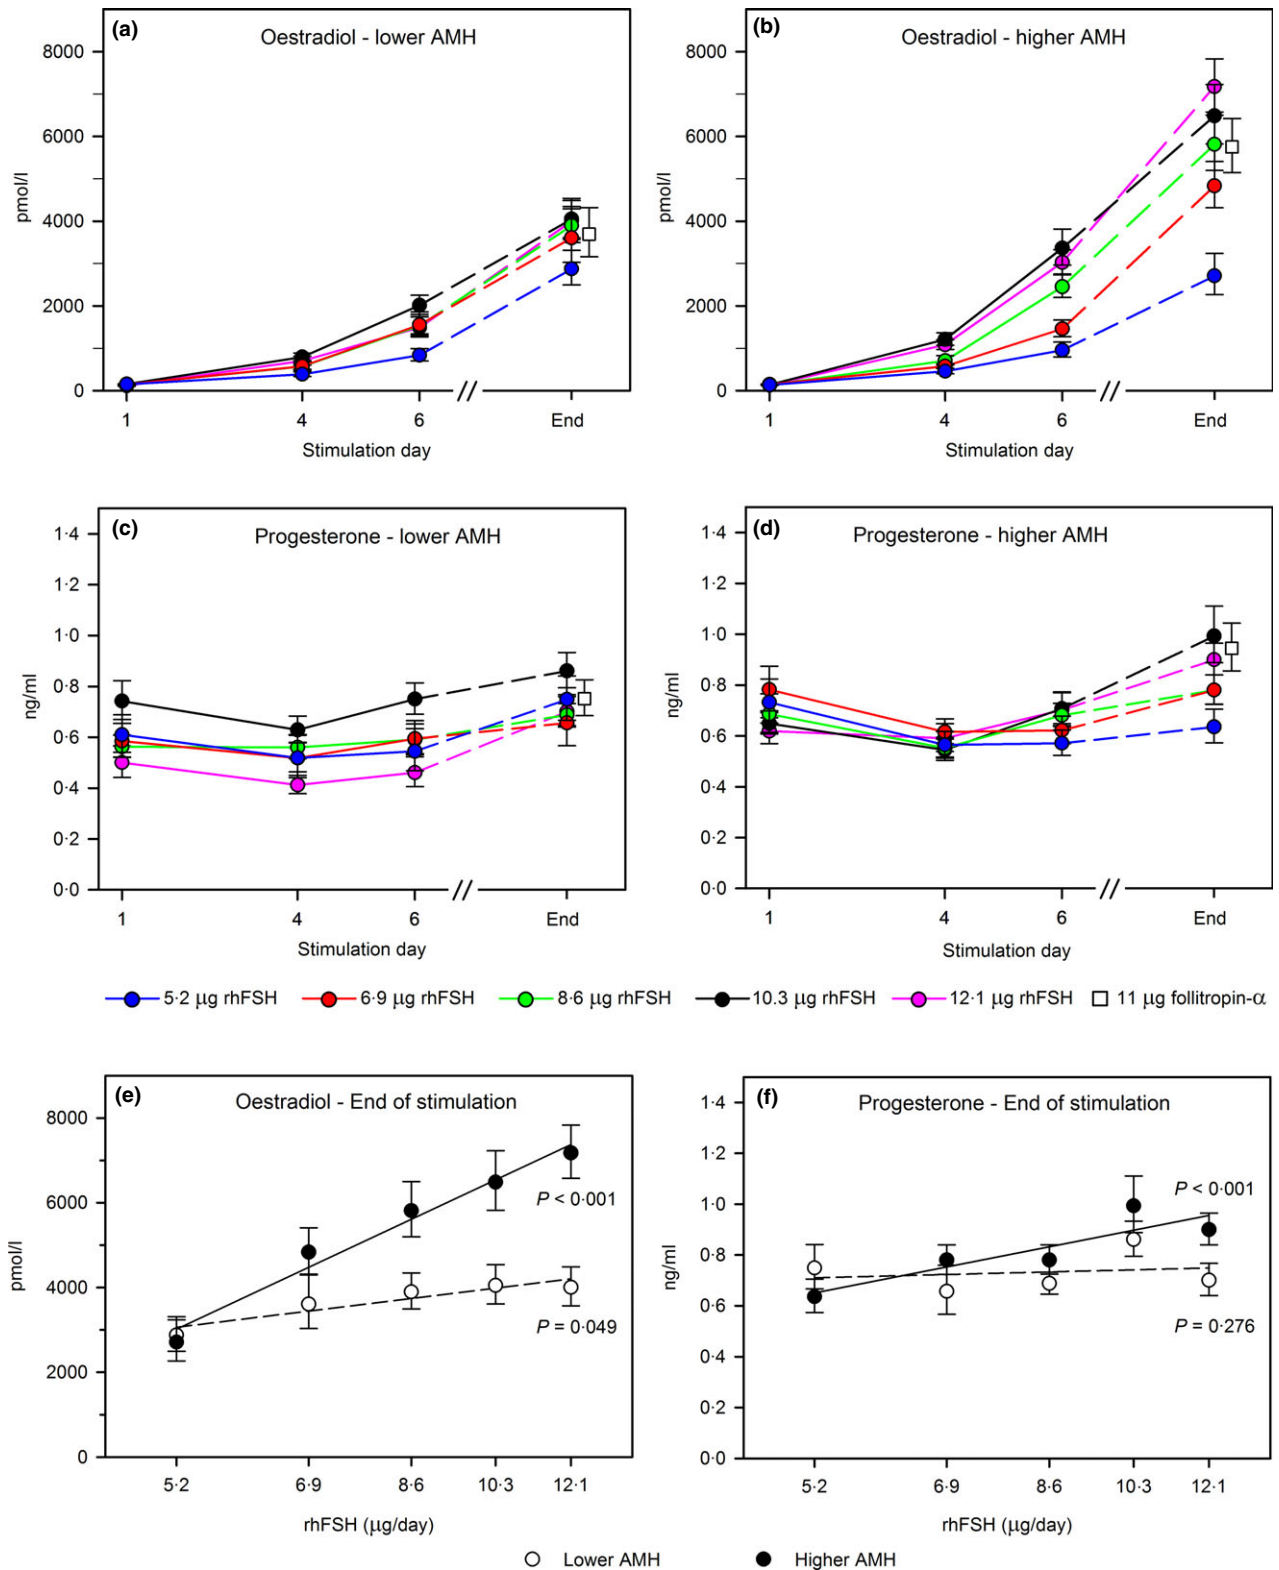 (a)
Oestradiol - lower AMH
8000
6000
4000
2000
0
pmol/l
1
4
6
End
Stimulation day
(b)
Oestradiol - higher AMH
8000
6000
4000
2000
0
pmol/l
1
4
6
End
Stimulation day
(c)
Progesterone - lower AMH
1·4
1·2
1·0
0·8
0·6
0·4
0·2
0·0
ng/ml
1
4
6
End
Stimulation day
(d)
Progesterone - higher AMH
1·4
1·2
1·0
0·8
0·6
0·4
0·2
0·0
ng/ml
1
4
6
End
Stimulation day
5·2 μg rhFSH
6·9 μg rhFSH
8·6 μg rhFSH
10.3 μg rhFSH
12·1 μg rhFSH
11 μg follitropin-α
(e)
Oestradiol - End of stimulation
8000
6000
4000
2000
0
pmol/l
P < 0·001
P = 0·049
5·2
6·9
8·6
10·3
12·1
rhFSH (μg/day)
(f)
Progesterone - End of stimulation
1·4
1·2
1·0
0·8
0·6
0·4
0·2
0·0
ng/ml
P < 0·001
P = 0·276
5·2
6·9
8·6
10·3
12·1
rhFSH (μg/day)
Lower AMH
Higher AMH